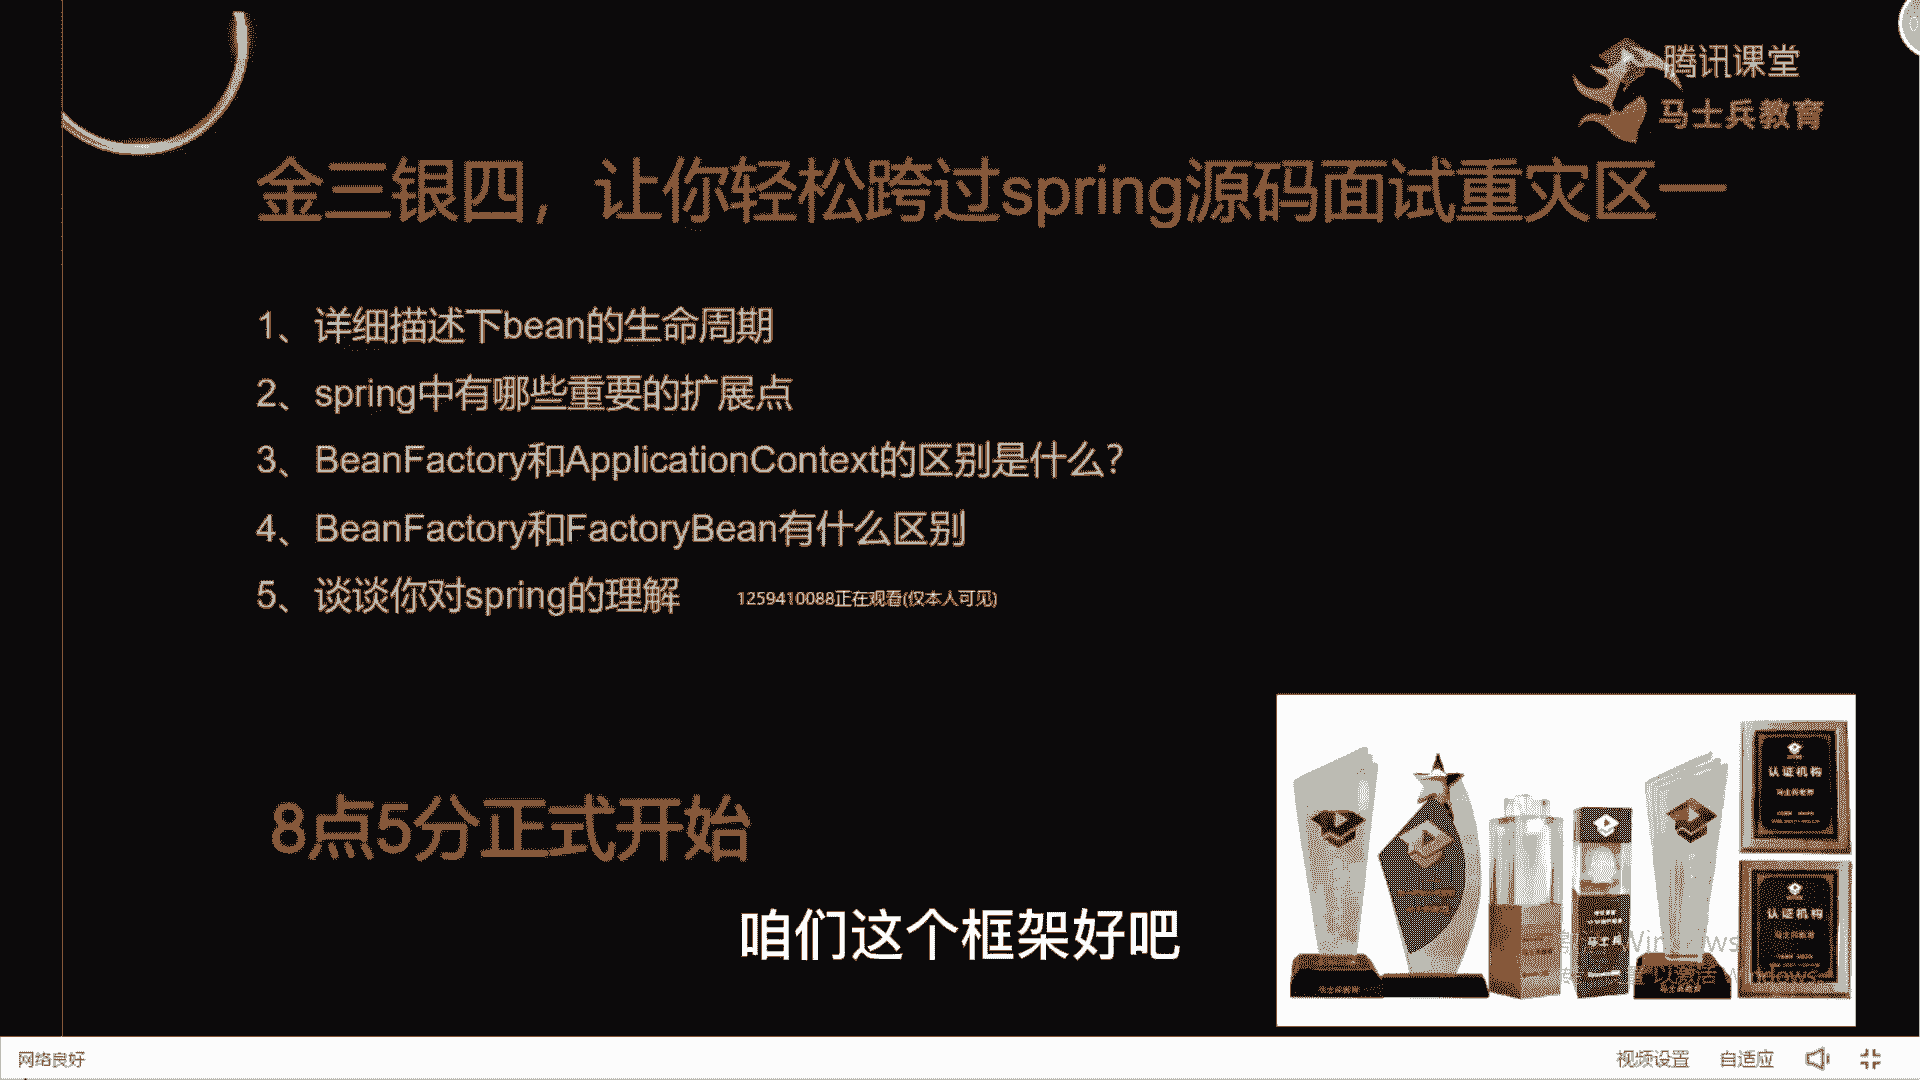 腾讯课堂
马士兵教育
金三银四，让你轻松跨过spring源码面试重灾区一
1、详细描述下bean的生命周期
2、spring中有哪些重要的扩展点
3、BeanFactory和ApplicationContext的区别是什么？
4、BeanFactory和FactoryBean有什么区别
5、谈谈你对spring的理解
1259410088正在观看(仅本人可见)
8点5分正式开始
咱们这个框架好吧
认证机构
认证机构
网络良好
视频设置
自适应